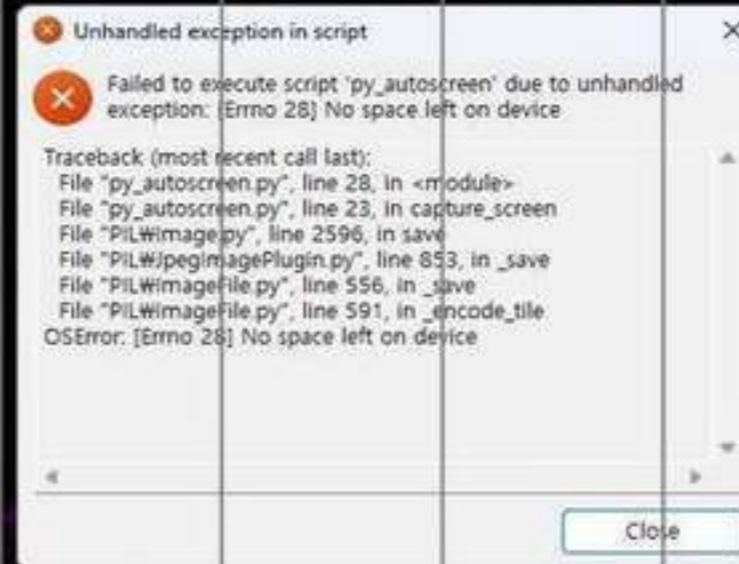 Unhandled exception in script
Failed to execute script 'py_autoscreen' due to unhandled
exception: [Errno 28] No space left on device
Traceback (most recent call last):
File "py_autoscreen.py", line 28, in <module>
File "py_autoscreen.py", line 23, in capture_screen
File "PIL₩Image.py", line 2596, in save
File "PIL₩JpegImagePlugin.py", line 853, in _save
File "PIL₩ImageFile.py", line 556, in _save
File "PIL₩ImageFile.py", line 591, in _encode_tile
OSError: [Errno 28] No space left on device
Close